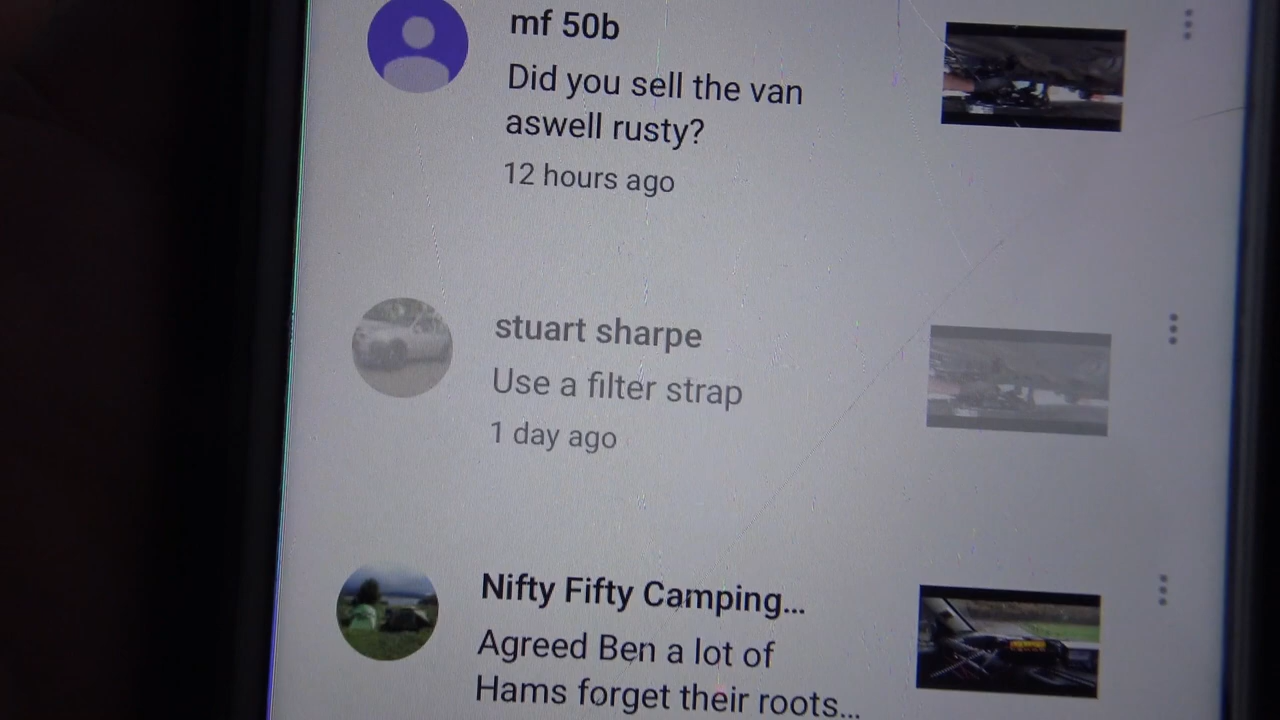 mf 50b
Did you sell the van
aswell rusty?
12 hours ago
stuart sharpe
Use a filter strap
1 day ago
Nifty Fifty Camping...
Agreed Ben a lot of
Hams forget their roots...